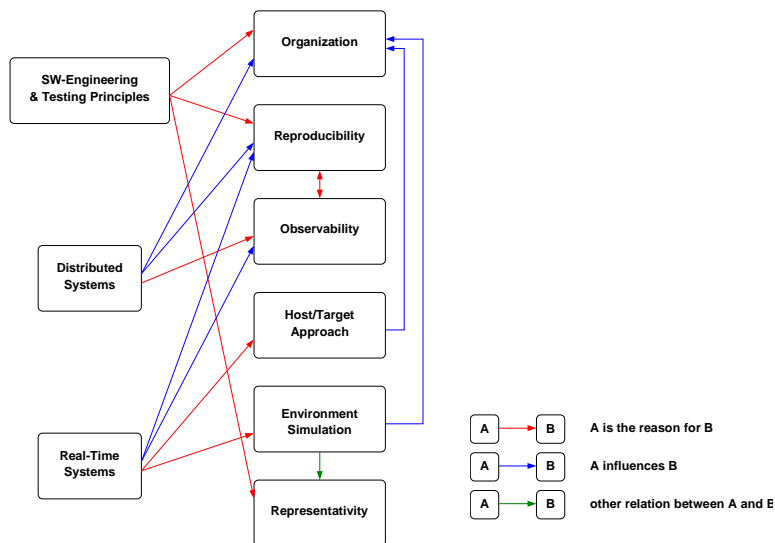 Organization
SW-Engineering
& Testing Principles
Reproducibility
Observability
Distributed
Systems
Host/Target
Approach
Environment
Simulation
Real-Time
Systems
Representativity
A B A is the reason for B
A B A influences B
A B other relation between A and B